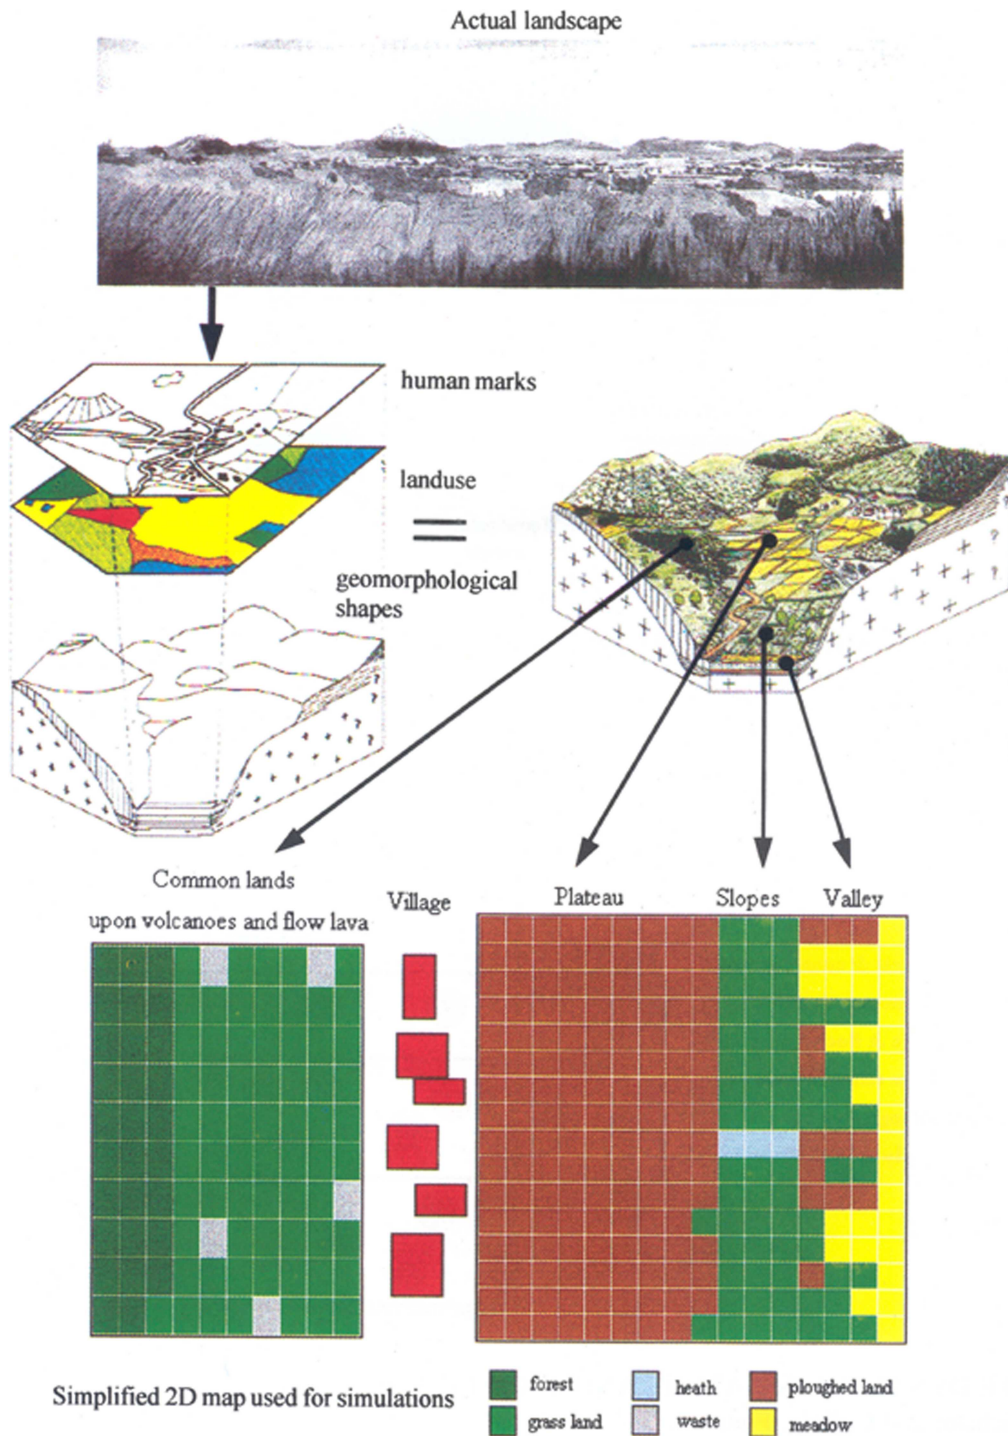 Actual landscape
human marks
landuse
geomorphological
shapes
Common lands
upon volcanoes and flow lava
Village
Plateau
Slopes
Valley
Simplified 2D map used for simulations
forest
heath
ploughed land
grass land
waste
meadow